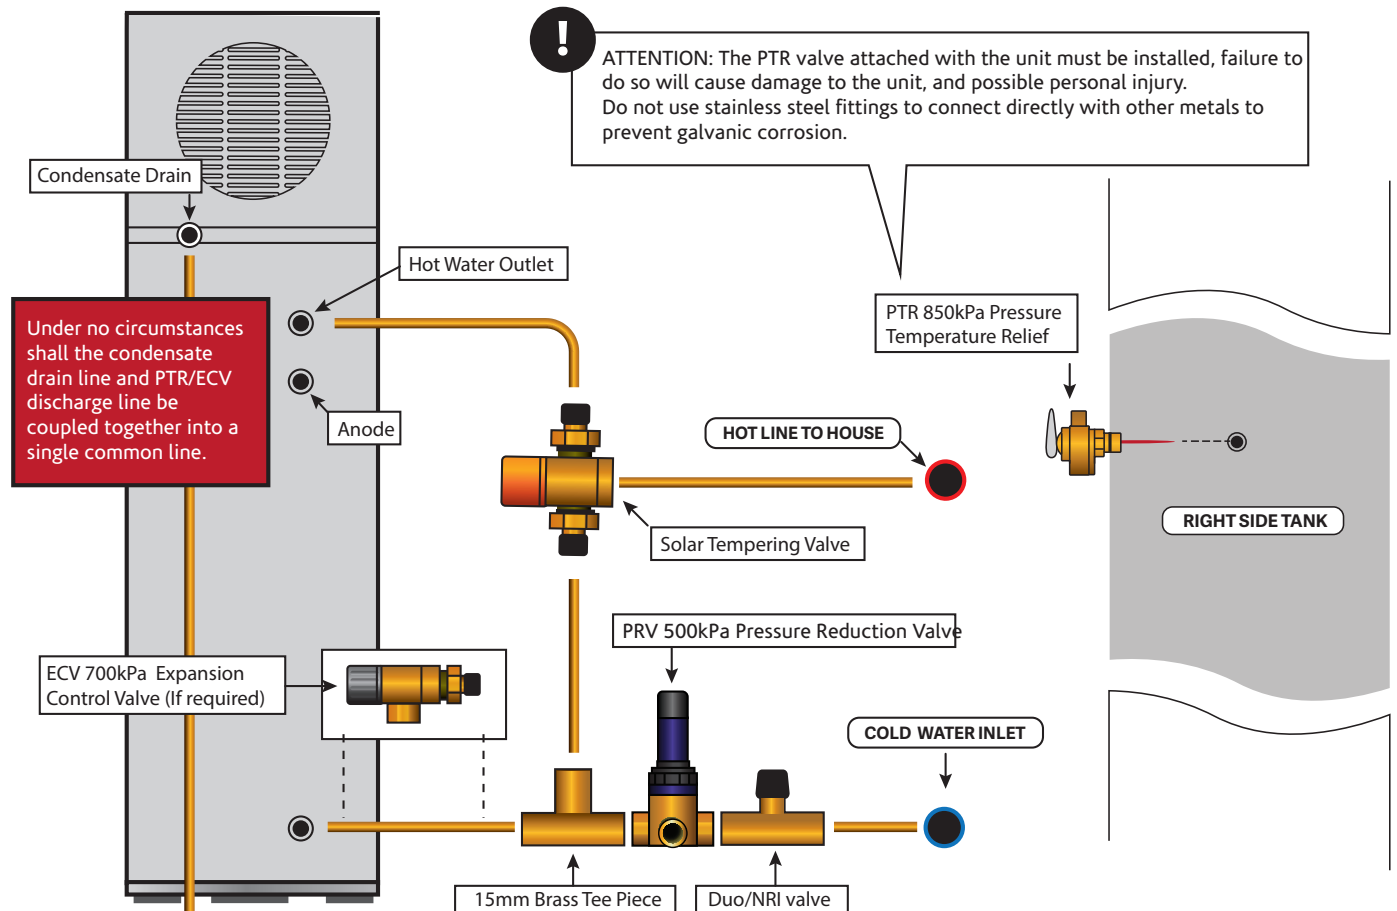 !
ATTENTION: The PTR valve attached with the unit must be installed, failure to
do so will cause damage to the unit, and possible personal injury.
Do not use stainless steel fittings to connect directly with other metals to
prevent galvanic corrosion.
Condensate Drain
Hot Water Outlet
Under no circumstances
shall the condensate
drain line and PTR/ECV
discharge line be
coupled together into a
single common line.
PTR 850kPa Pressure
Temperature Relief
Anode
HOT LINE TO HOUSE
RIGHT SIDE TANK
Solar Tempering Valve
PRV 500kPa Pressure Reduction Valve
ECV 700kPa Expansion
Control Valve (If required)
COLD WATER INLET
15mm Brass Tee Piece
Duo/NRI valve